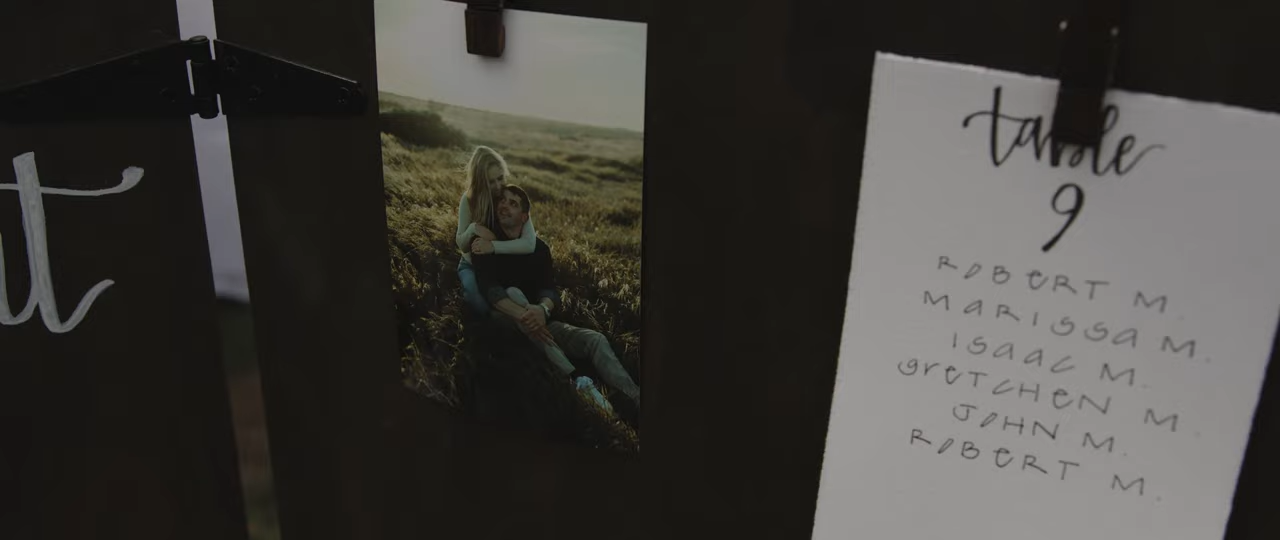 table
9
ROBERT M.
MARISSA M.
ISAAC M.
GRETCHEN M.
JOHN M.
ROBERT M.